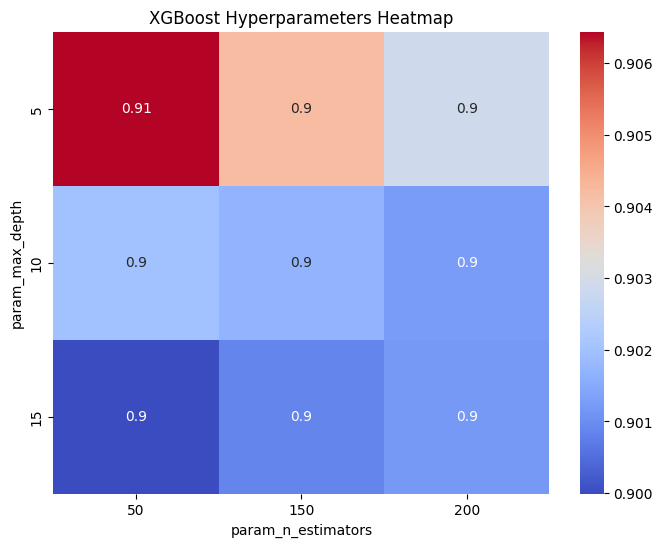 XGBoost Hyperparameters Heatmap
param_max_depth
5
0.91 0.9 0.9
10
0.9 0.9 0.9
15
0.9 0.9 0.9
50 150 200
param_n_estimators
0.906
0.905
0.904
0.903
0.902
0.901
0.900